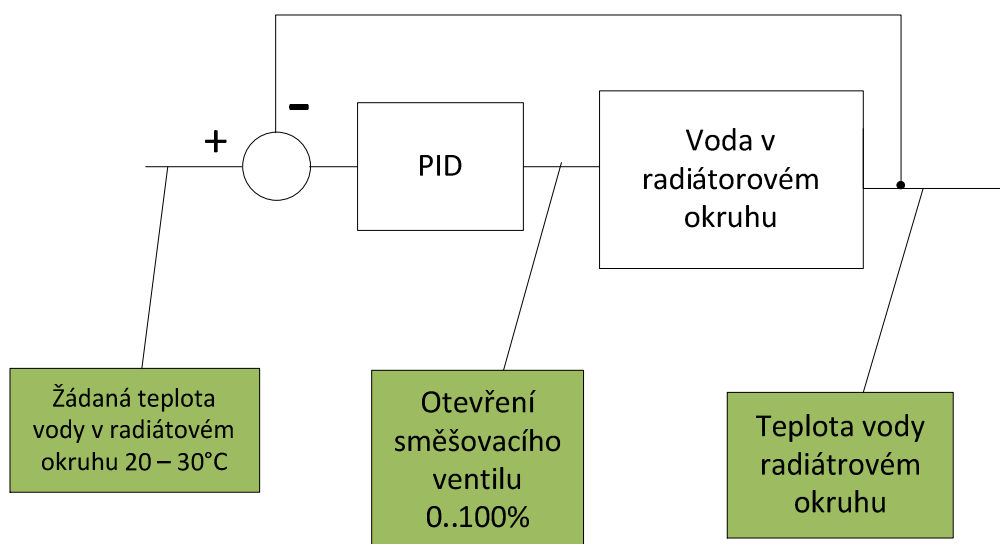 −
+
PID
Voda v
radiátorovém
okruhu
Žádaná teplota
vody v radiátovém
okruhu 20 – 30°C
Otevření
směšovacího
ventilu
0..100%
Teplota vody
radiátrovém
okruhu